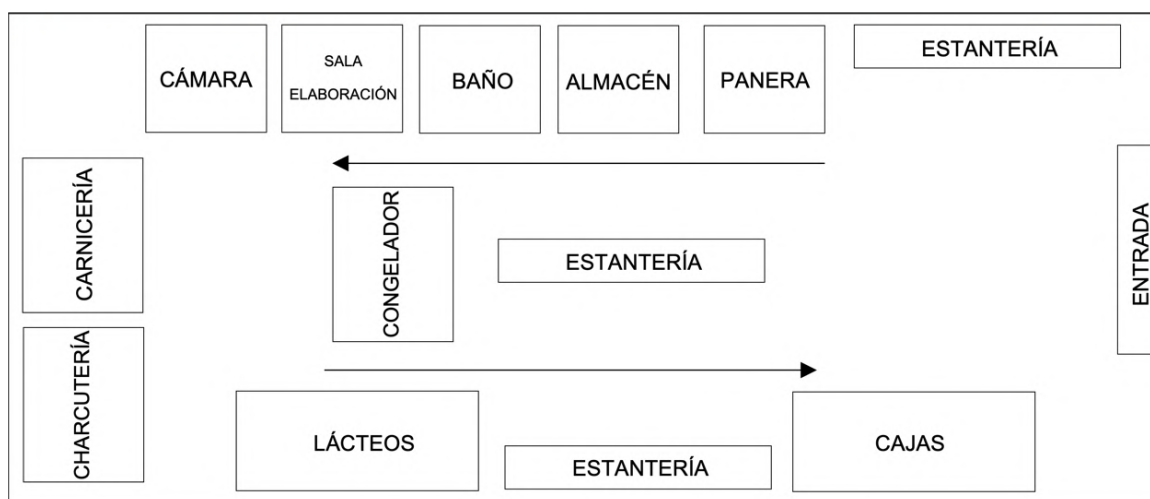 ESTANTERÍA
CÁMARA
SALA
ELABORACIÓN
BAÑO
ALMACÉN
PANERA
CARNICERÍA
CONGELADOR
ESTANTERÍA
ENTRADA
CHARCUTERÍA
LÁCTEOS
ESTANTERÍA
CAJAS